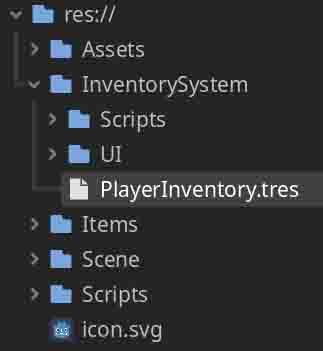 res://
Assets
InventorySystem
Scripts
UI
PlayerInventory.tres
Items
Scene
Scripts
icon.svg